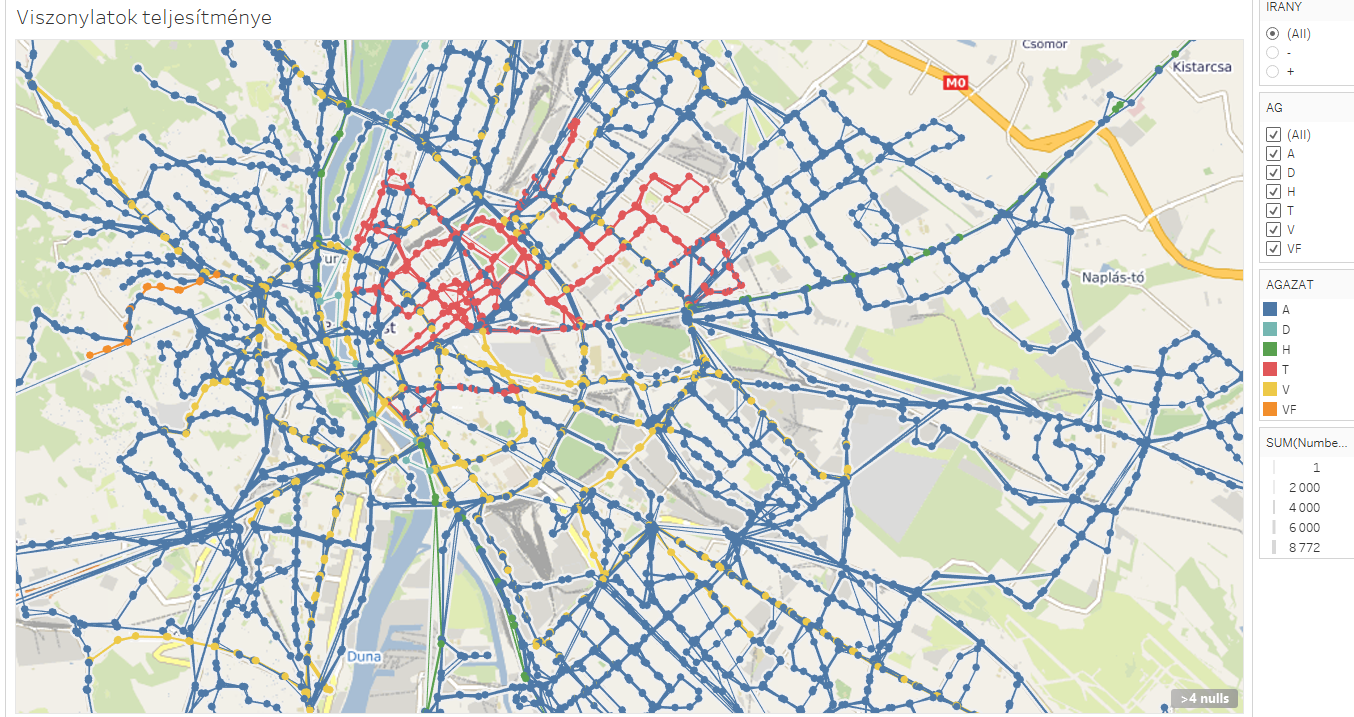 Viszonylatok teljesítménye
Csömör
Kistarcsa
M0
Naplás-tó
Duna
>4 nulls
IRANY
(All)
-
+
AG
(All)
A
D
H
T
V
VF
AGAZAT
A
D
H
T
V
VF
SUM(Numbe...
1
2 000
4 000
6 000
8 772